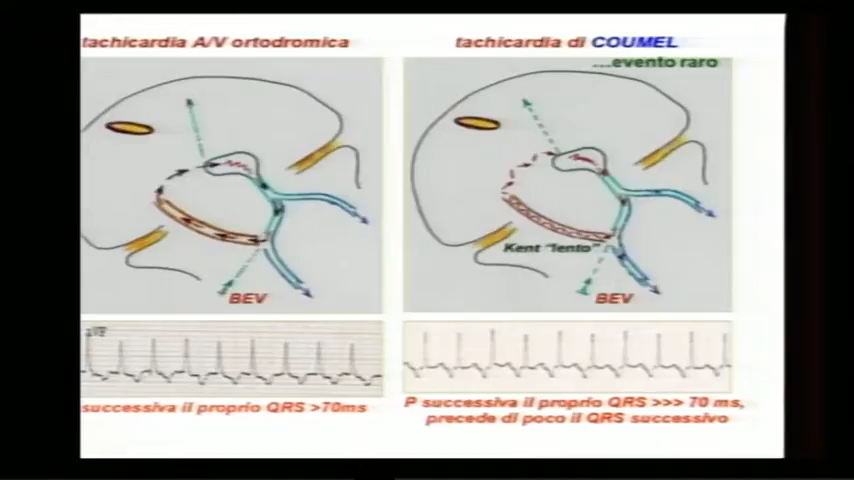 tachicardia A/V ortodromica
tachicardia di COUMEL
...evento raro
Kent "lento"
BEV
BEV
successiva il proprio QRS >70ms
P successiva il proprio QRS >>> 70 ms,
precede di poco il QRS successivo